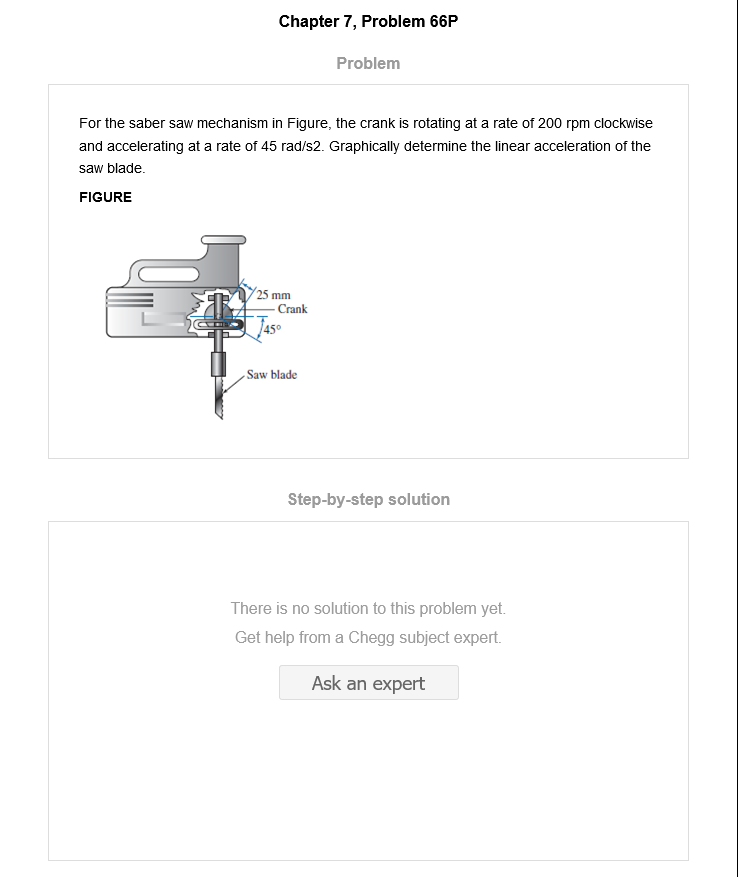 Chapter 7, Problem 66P
Problem
For the saber saw mechanism in Figure, the crank is rotating at a rate of 200 rpm clockwise
and accelerating at a rate of 45 rad/s2. Graphically determine the linear acceleration of the
saw blade.
FIGURE
25 mm
Crank
45°
Saw blade
Step-by-step solution
There is no solution to this problem yet.
Get help from a Chegg subject expert.
Ask an expert